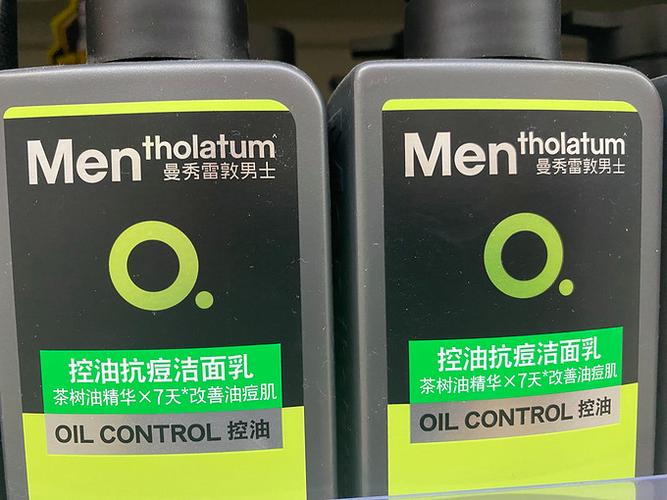 Mentholatum
曼秀雷敦男士
控油抗痘洁面乳
茶树油精华×7天*改善油痘肌
OIL CONTROL 控油
Mentholatum
曼秀雷敦男士
控油抗痘洁面乳
茶树油精华×7天*改善油痘肌
OIL CONTROL 控油